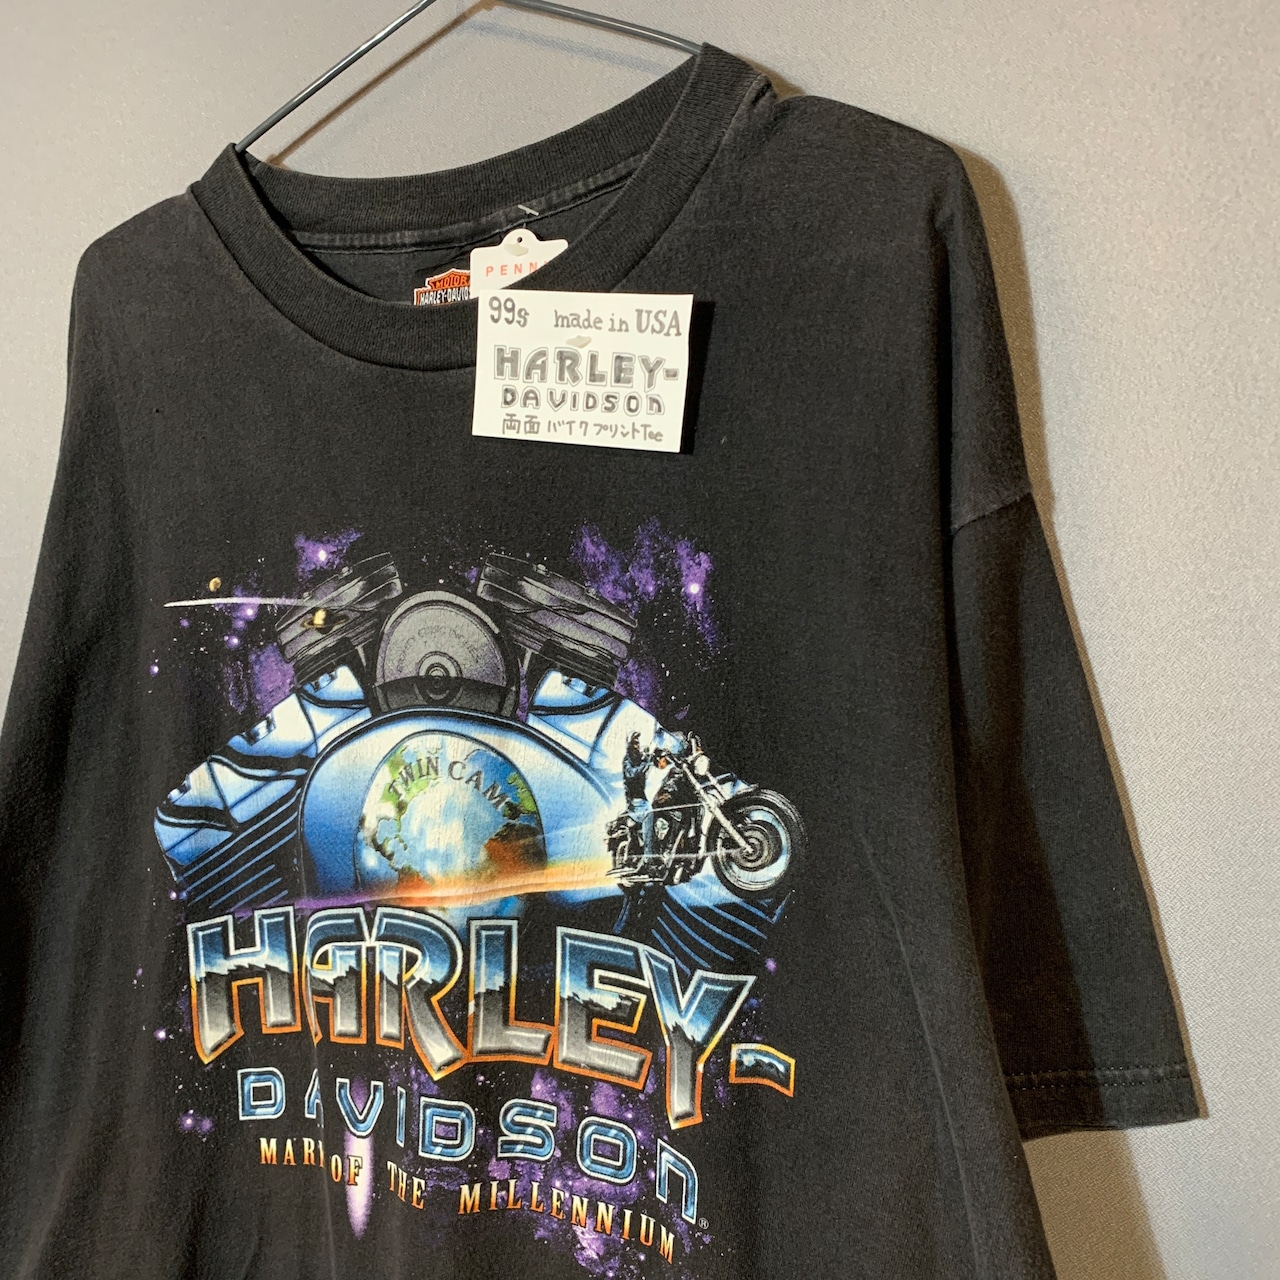 PENN
MOTOR
HARLEY-DAVIDS
99s made in USA
HARLEY-
DAVIDSON
両面 バイク プリントTee
TWIN CAM
HARLEY-
DAVIDSON
MARK OF THE MILLENNIUM
®